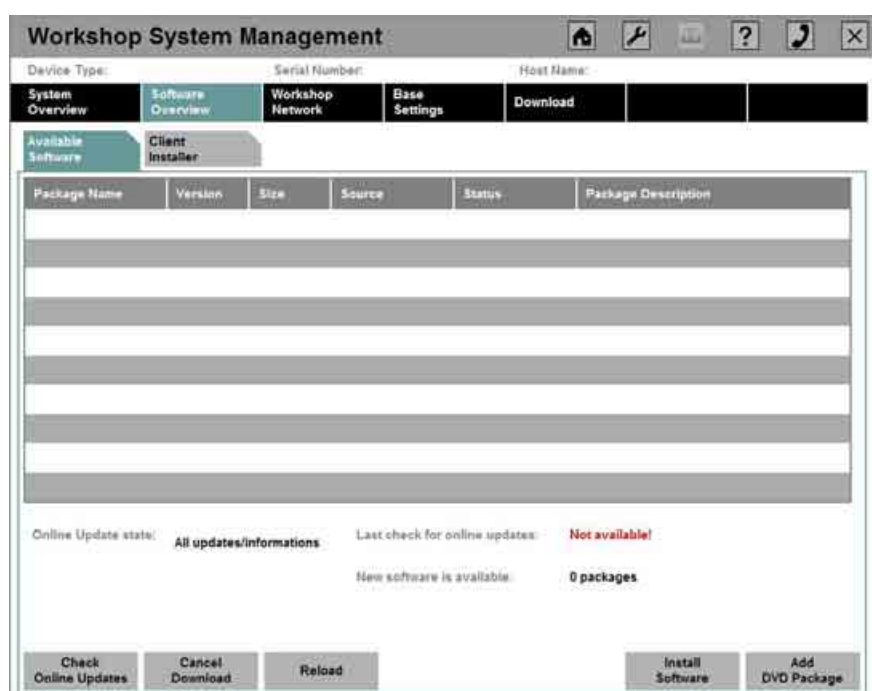 Workshop System Management
?
Device Type: Serial Number: Host Name:
System Overview Software Overview Workshop Network Base Settings Download
Available Software Client Installer
Package Name Version Size Source Status Package Description
Online Update state: All updates/informations Last check for online updates: Not available!
New software is available: 0 packages
Check Online Updates Cancel Download Reload Install Software Add DVD Package